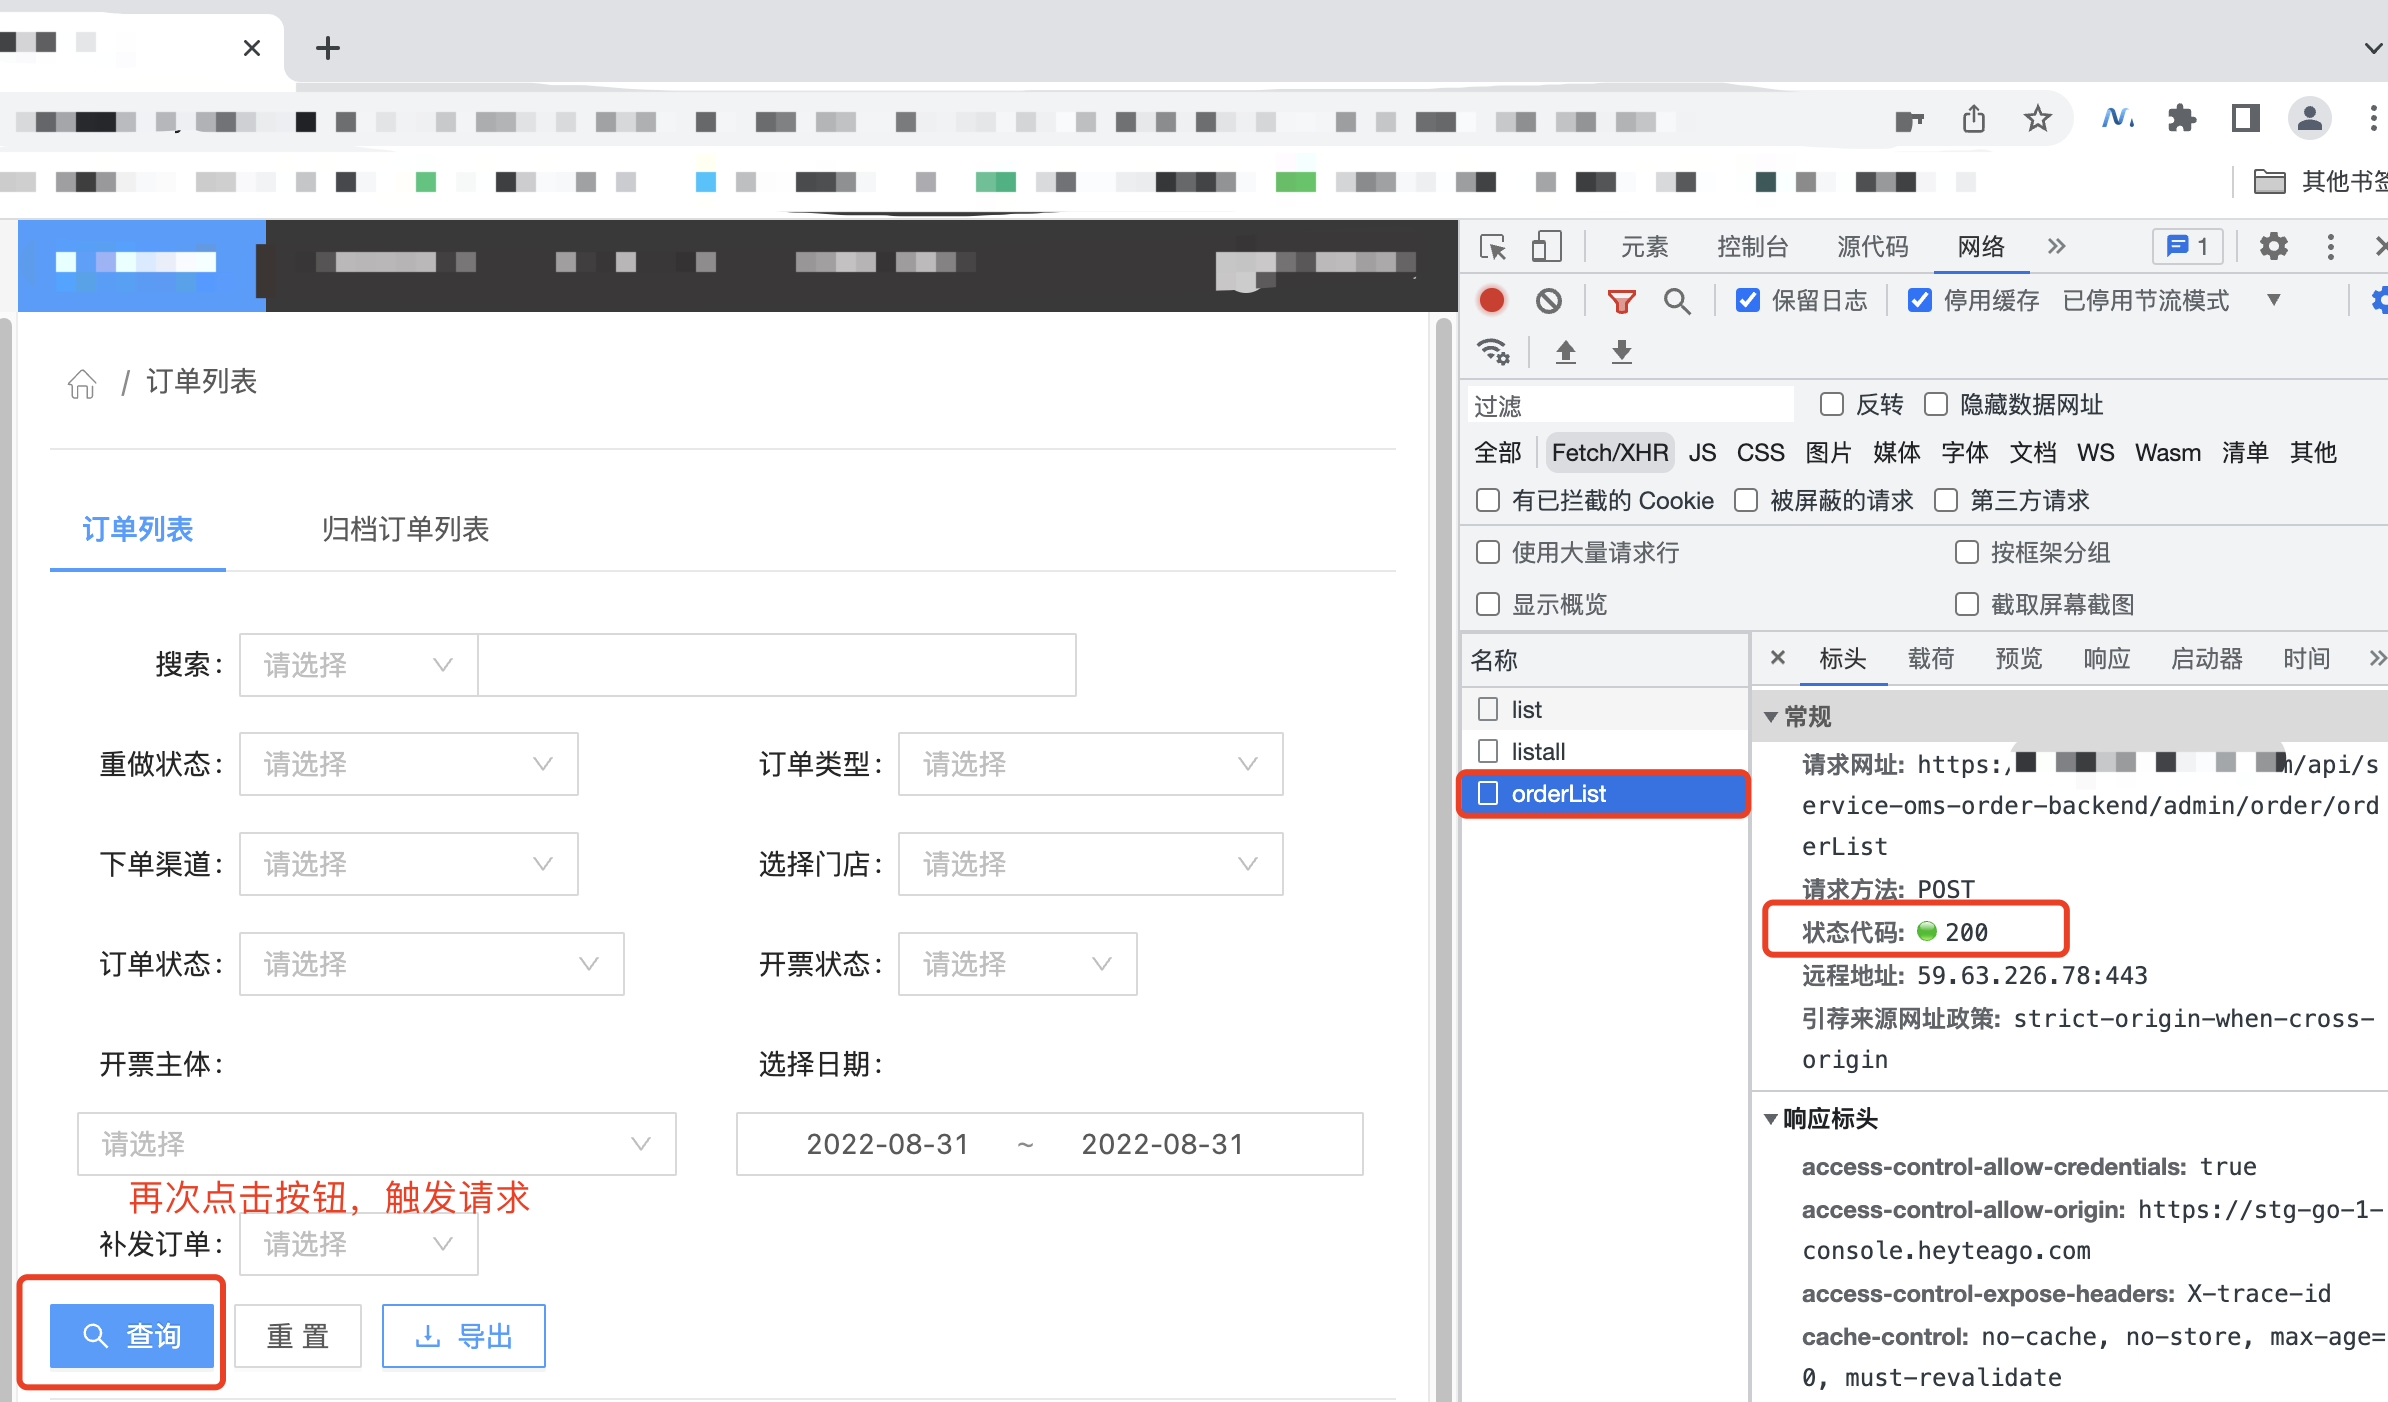 其他书签
/ 订单列表
订单列表 归档订单列表
搜索: 请选择
重做状态: 请选择 订单类型: 请选择
下单渠道: 请选择 选择门店: 请选择
订单状态: 请选择 开票状态: 请选择
开票主体: 选择日期:
请选择 2022-08-31 ~ 2022-08-31
再次点击按钮，触发请求
补发订单: 请选择
查询 重 置 导出
元素 控制台 源代码 网络 1
保留日志 停用缓存 已停用节流模式
过滤 反转 隐藏数据网址
全部 Fetch/XHR JS CSS 图片 媒体 字体 文档 WS Wasm 清单 其他
有已拦截的 Cookie 被屏蔽的请求 第三方请求
使用大量请求行 按框架分组
显示概览 截取屏幕截图
名称
list
listall
orderList
标头 载荷 预览 响应 启动器 时间
常规
请求网址: https:/ m/api/s
ervice-oms-order-backend/admin/order/ord
erList
请求方法: POST
状态代码: 200
远程地址: 59.63.226.78:443
引荐来源网址政策: strict-origin-when-cross-
origin
响应标头
access-control-allow-credentials: true
access-control-allow-origin: https://stg-go-1-
console.heyteago.com
access-control-expose-headers: X-trace-id
cache-control: no-cache, no-store, max-age=
0, must-revalidate